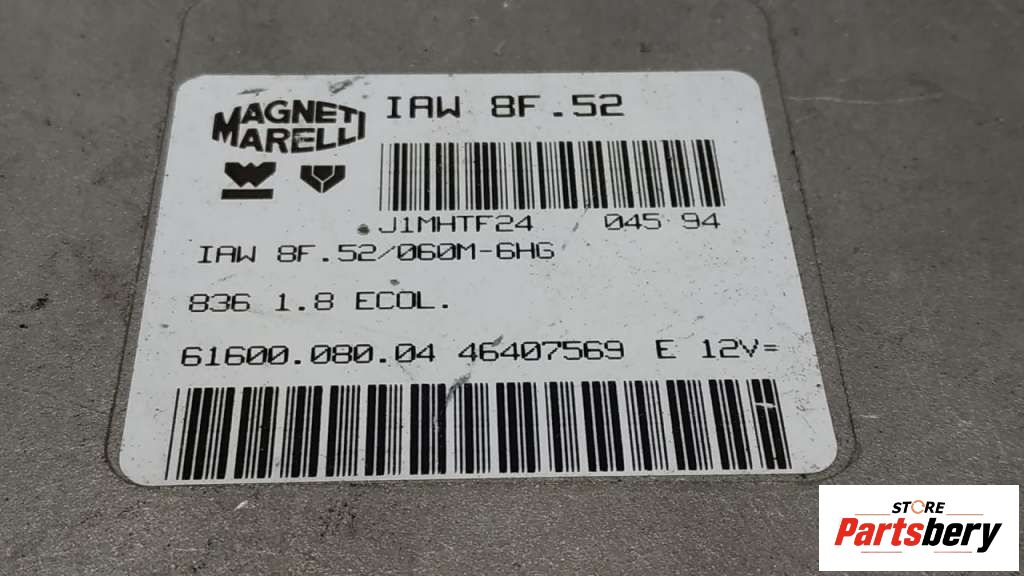 MAGNETI
MARELLI
IAW 8F.52
J1MHTF24 045 94
IAW 8F.52/060M-6HG
836 1.8 ECOL.
61600.080.04 46407569 E 12V=
STORE
Partsbery